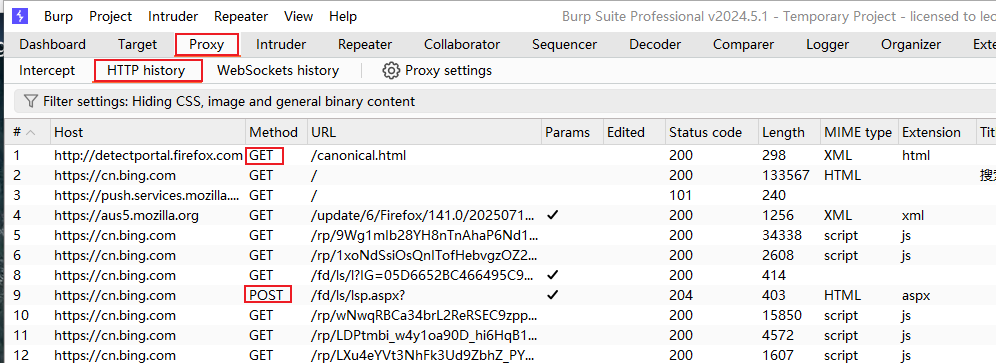 Burp Project Intruder Repeater View Help Burp Suite Professional v2024.5.1 - Temporary Project - licensed to lec
Dashboard Target Proxy Intruder Repeater Collaborator Sequencer Decoder Comparer Logger Organizer Exte
Intercept HTTP history WebSockets history Proxy settings
Filter settings: Hiding CSS, image and general binary content
# Host Method URL Params Edited Status code Length MIME type Extension Tit
1 http://detectportal.firefox.com GET /canonical.html 200 298 XML html
2 https://cn.bing.com GET / 200 133567 HTML 搜索
3 https://push.services.mozilla.... GET / 101 240
4 https://aus5.mozilla.org GET /update/6/Firefox/141.0/2025071... ✓ 200 1256 XML xml
5 https://cn.bing.com GET /rp/9Wg1mlb28YH8nTnAhaP6Nd1... 200 34338 script js
6 https://cn.bing.com GET /rp/1xoNdSsiOsQnITofHebvgzOZ2... 200 2608 script js
8 https://cn.bing.com GET /fd/ls/l?IG=05D6652BC466495C9... ✓ 200 414
9 https://cn.bing.com POST /fd/ls/lsp.aspx? ✓ 204 403 HTML aspx
10 https://cn.bing.com GET /rp/wNwqRBCa34brL2ReRSEC9zpp... 200 15850 script js
11 https://cn.bing.com GET /rp/LDPtmbi_w4y1oa90D_hi6HqB1... 200 4572 script js
12 https://cn.bing.com GET /rp/LXu4eYVt3NhFk3Ud9ZbhZ_PY... 200 1607 script js